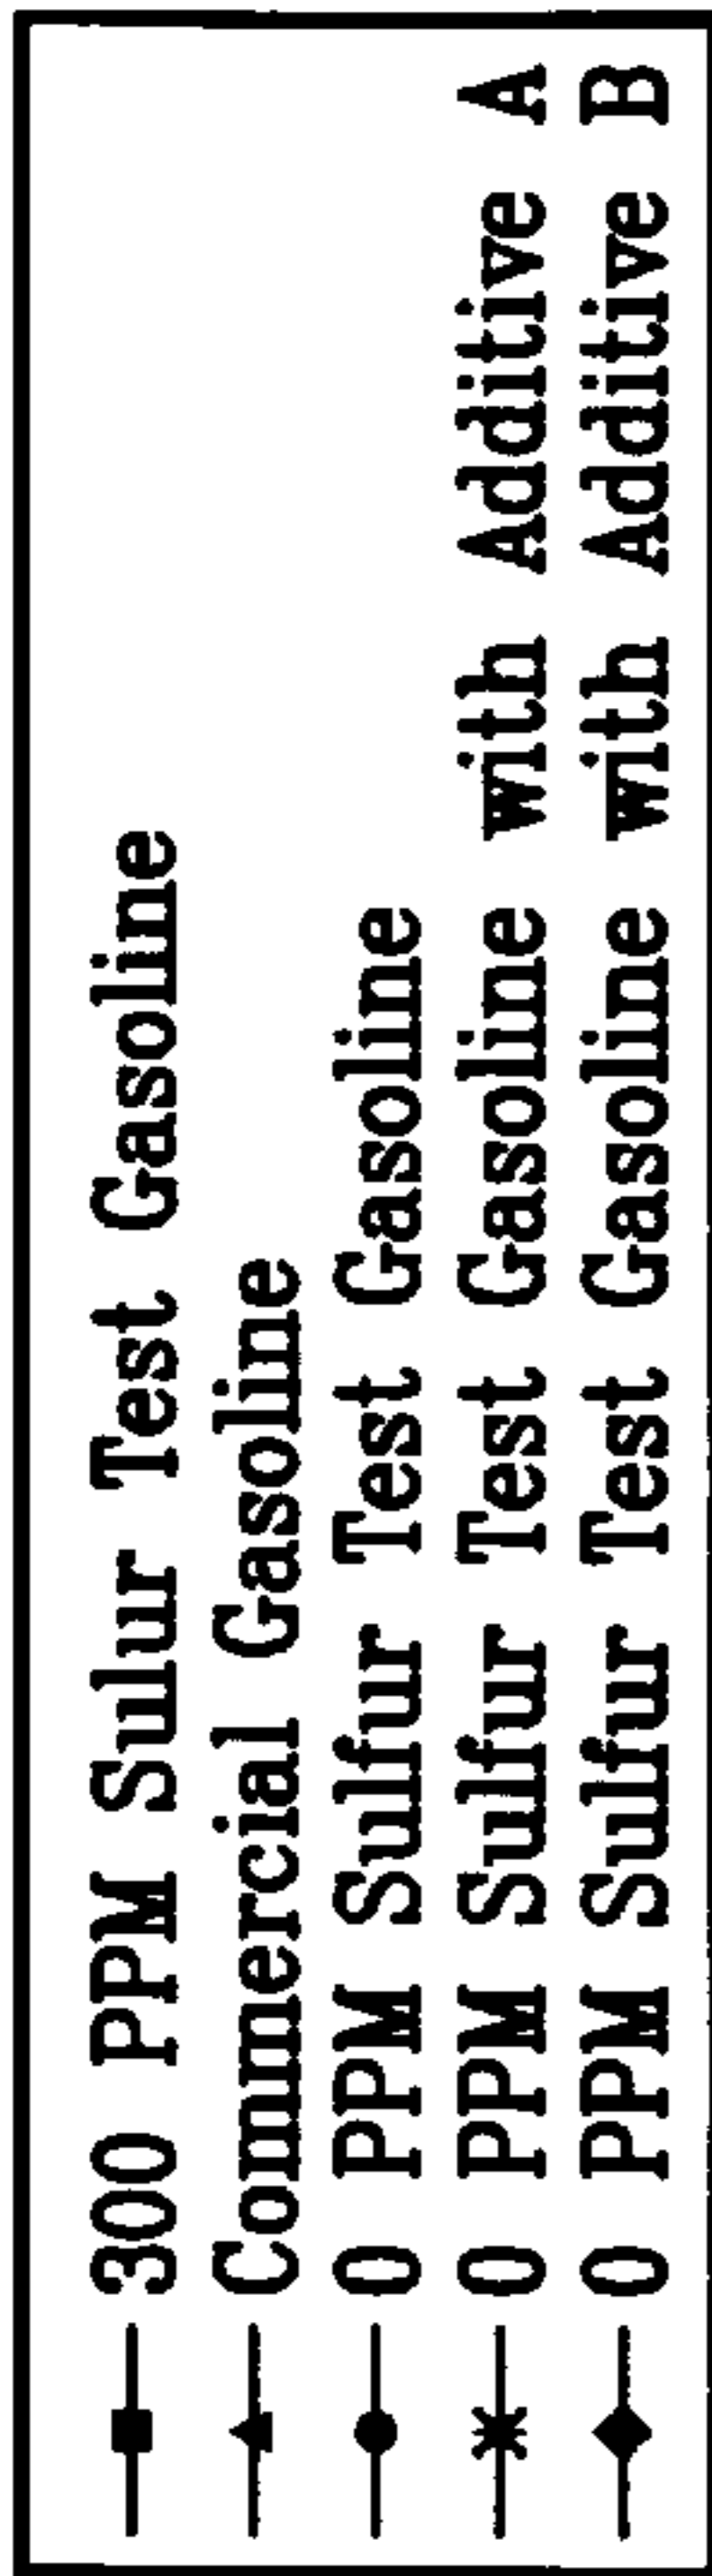 300 PPM Sulur Test Gasoline
Commercial Gasoline
0 PPM Sulfur Test Gasoline
0 PPM Sulfur Test Gasoline with Additive A
0 PPM Sulfur Test Gasoline with Additive B